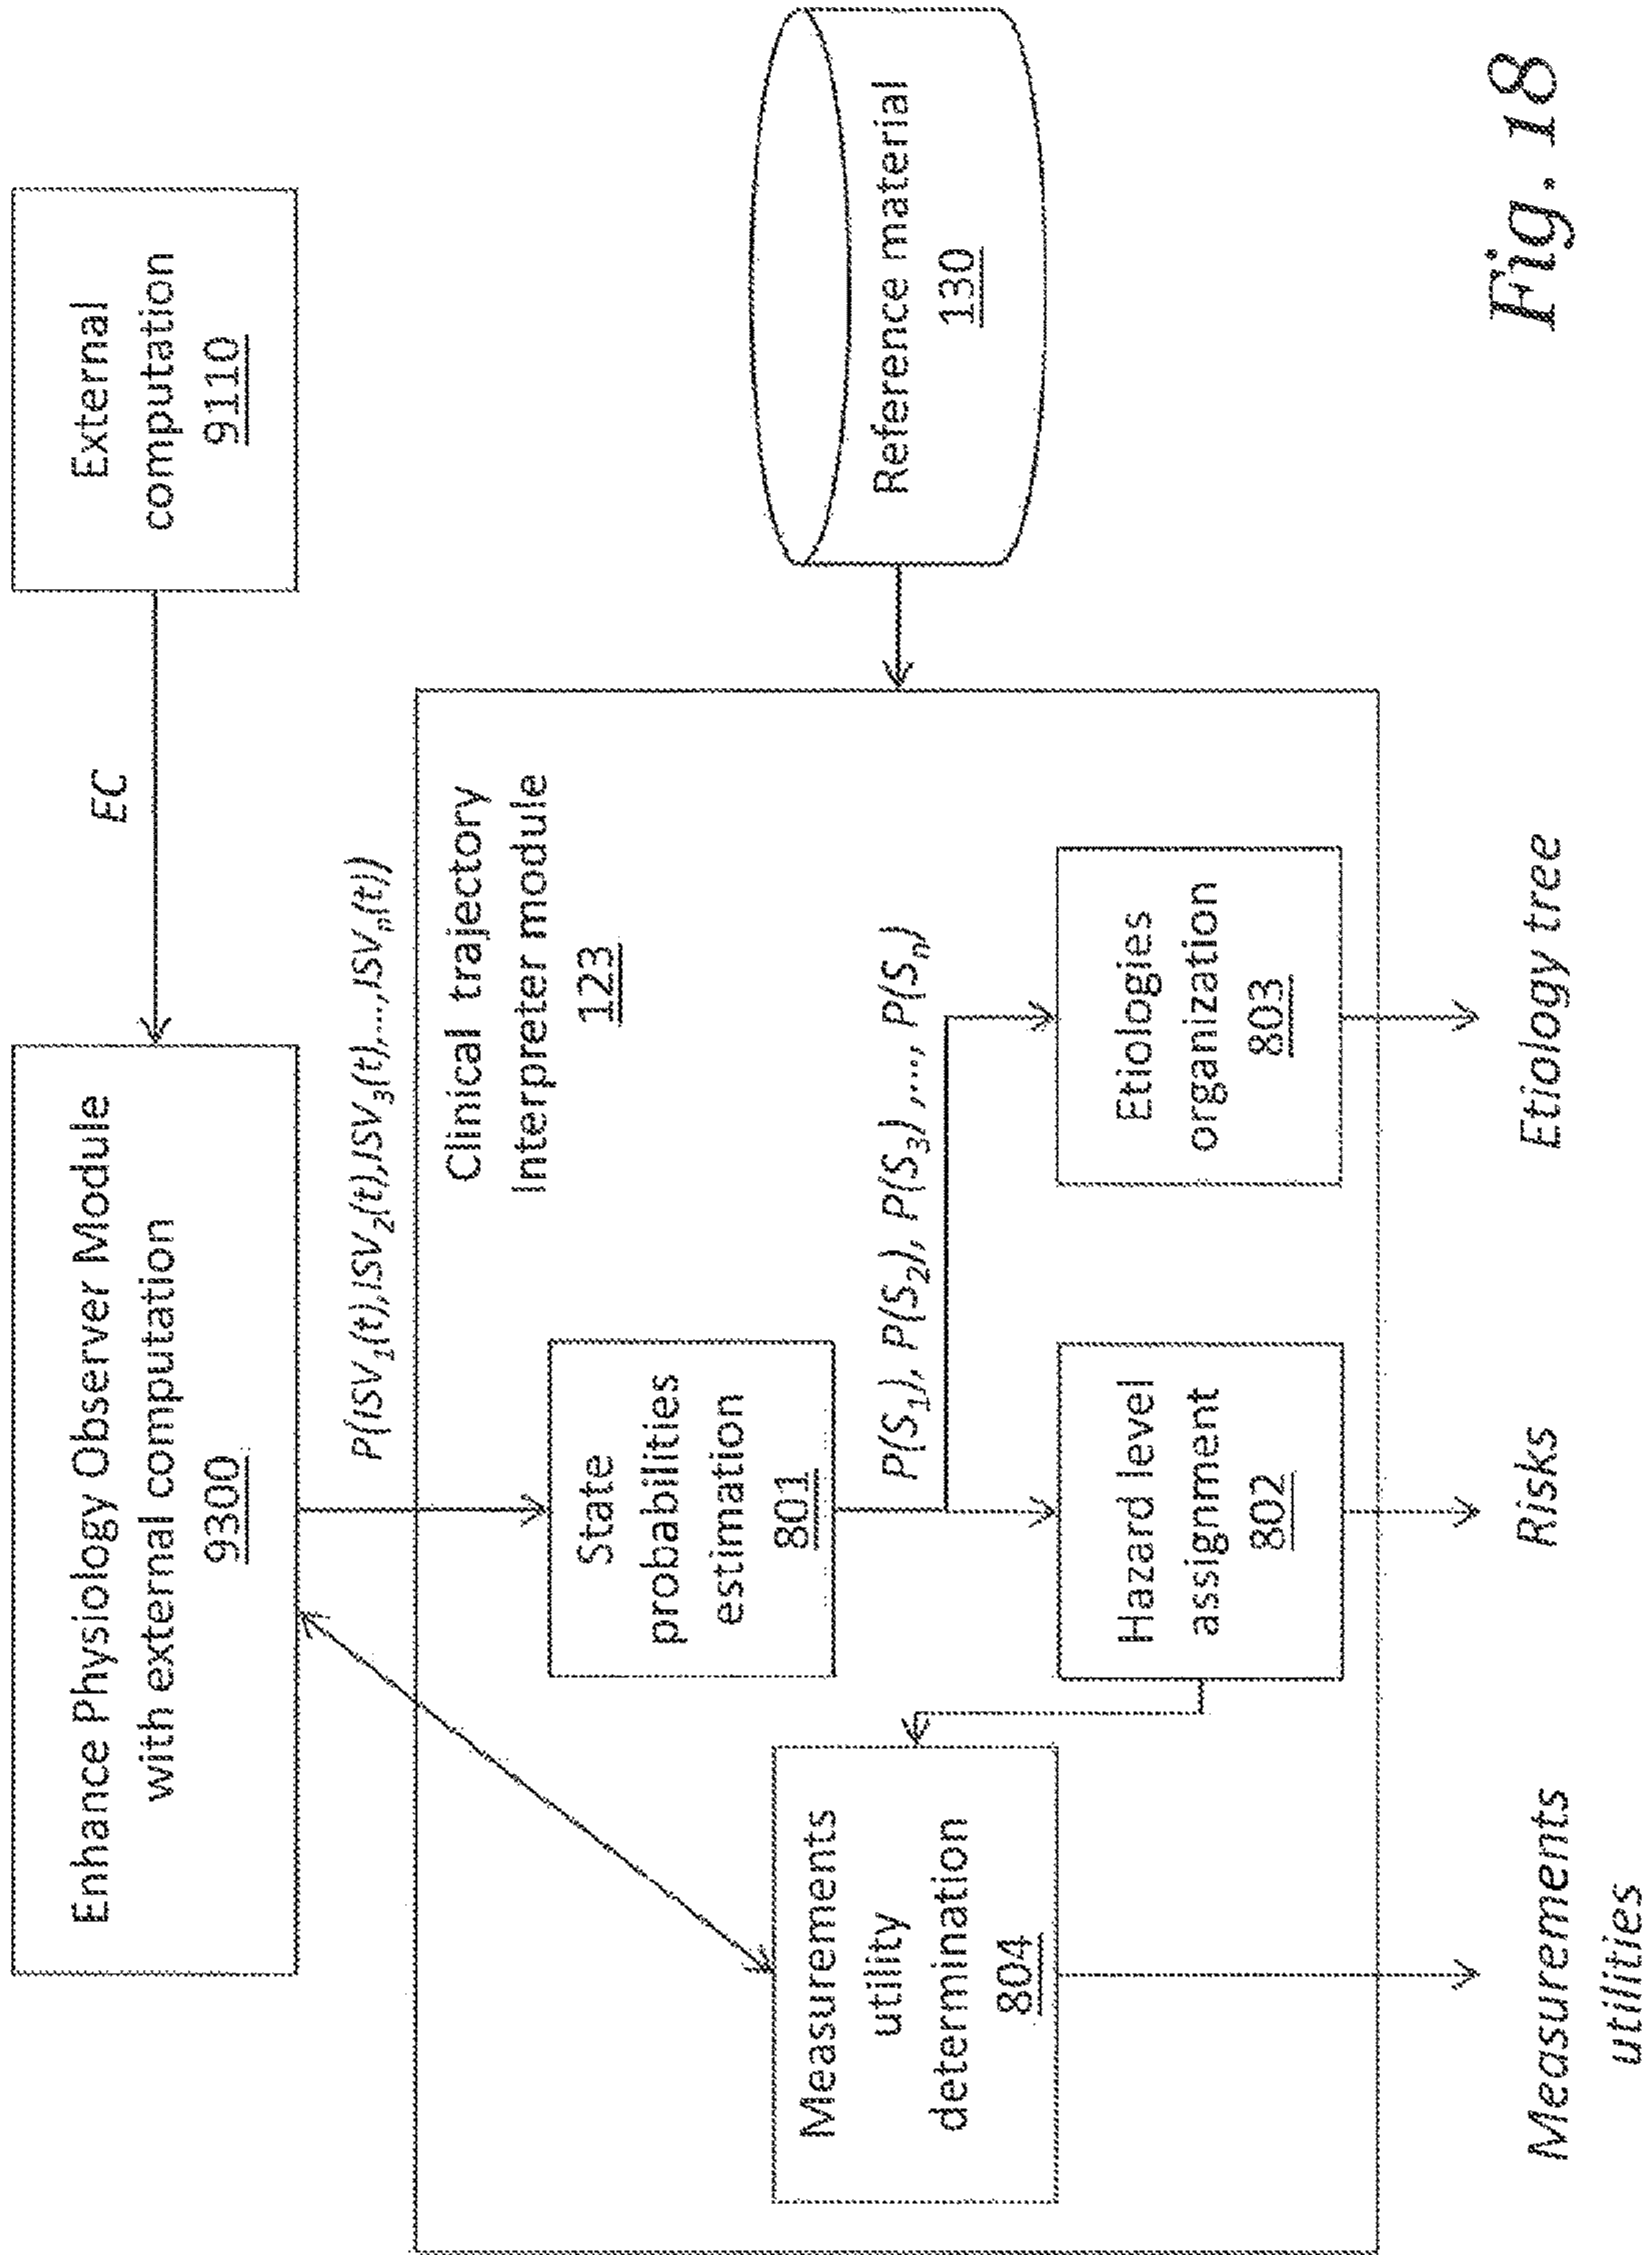 Enhance Physiology Observer Module
with external computation
9300
External
computation
9110
EC
P(ISV1(t),ISV2(t),ISV3(t),...,ISVn(t))
Clinical trajectory
Interpreter module
123
State
probabilities
estimation
801
P(S1), P(S2), P(S3) ,..., P(Sn)
Reference material
130
Measurements
utility
determination
804
Hazard level
assignment
802
Etiologies
organization
803
Measurements
utilities
Risks
Etiology tree
Fig. 18